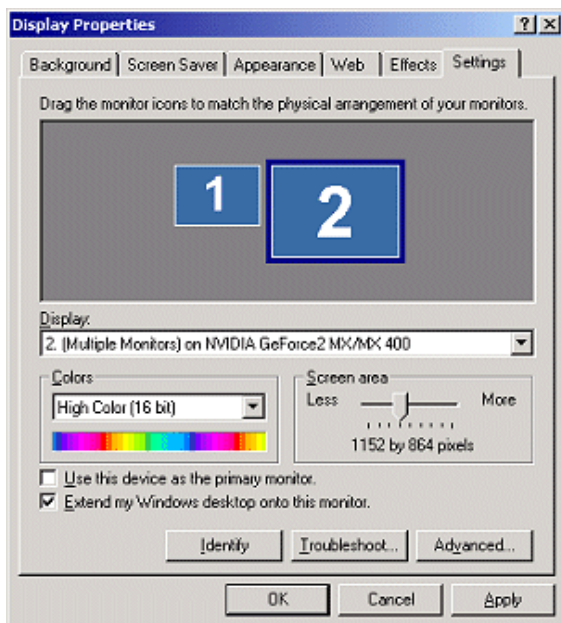 Display Properties
Background Screen Saver Appearance Web Effects Settings
Drag the monitor icons to match the physical arrangement of your monitors.
1 2
Display:
2. (Multiple Monitors) on NVIDIA GeForce2 MX/MX 400
Colors Screen area
High Color (16 bit) Less More
1152 by 864 pixels
Use this device as the primary monitor.
Extend my Windows desktop onto this monitor.
Identify Troubleshoot... Advanced...
OK Cancel Apply